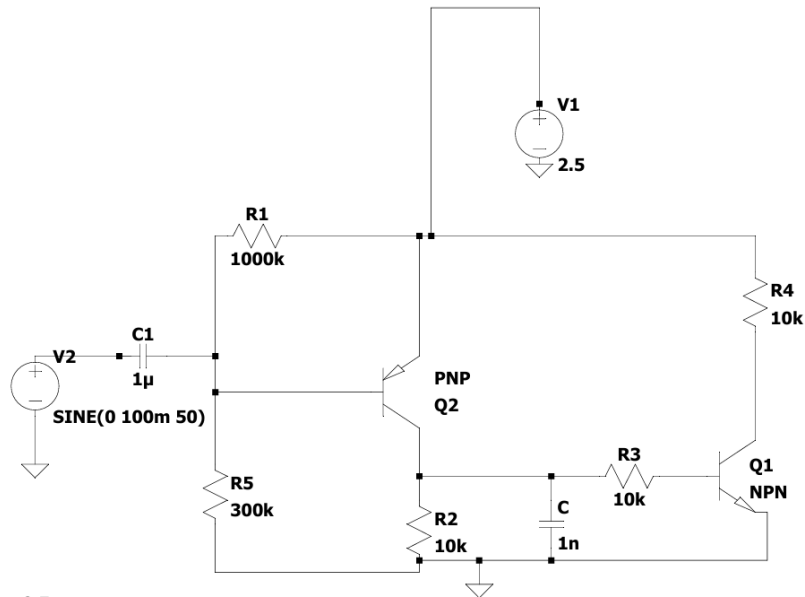 V1
2.5
R1
1000k
R4
10k
C1
1µ
V2
SINE(0 100m 50)
PNP
Q2
R5
300k
R2
10k
C
1n
R3
10k
Q1
NPN